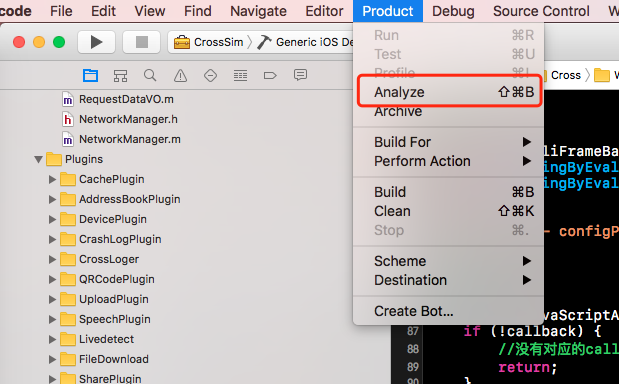 code File Edit View Find Navigate Editor Product Debug Source Control
CrossSim Generic iOS De
Run ⌘R
Test ⌘U
Profile ⌘I
Analyze ⇧⌘B
Archive
Build For
Perform Action
Build ⌘B
Clean ⇧⌘K
Stop ⌘.
Scheme
Destination
Create Bot...
RequestDataVO.m
NetworkManager.h
NetworkManager.m
Plugins
CachePlugin
AddressBookPlugin
DevicePlugin
CrashLogPlugin
CrossLoger
QRCodePlugin
UploadPlugin
SpeechPlugin
Livedetect
FileDownload
SharePlugin
Cross
liFrameBa
ingByEval
ingByEval
- configP
vaScriptA
87 if (!callback) {
88 //没有对应的call
89 return;
90 }